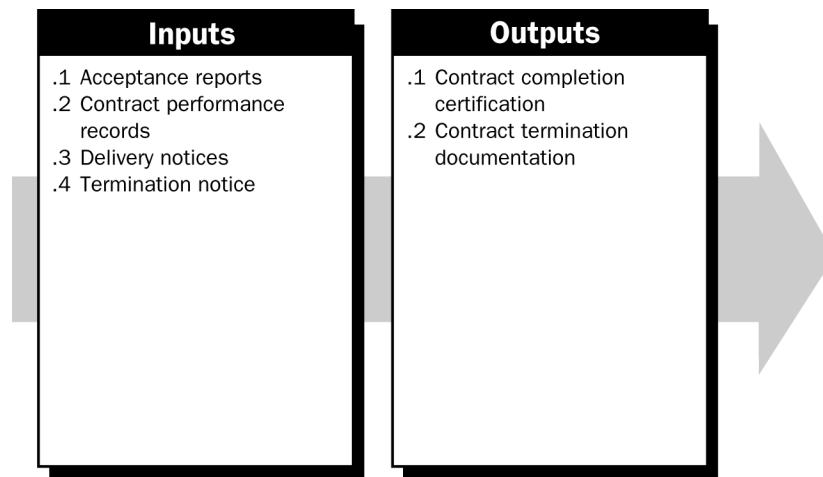 Inputs
.1 Acceptance reports
.2 Contract performance
records
.3 Delivery notices
.4 Termination notice
Outputs
.1 Contract completion
certification
.2 Contract termination
documentation